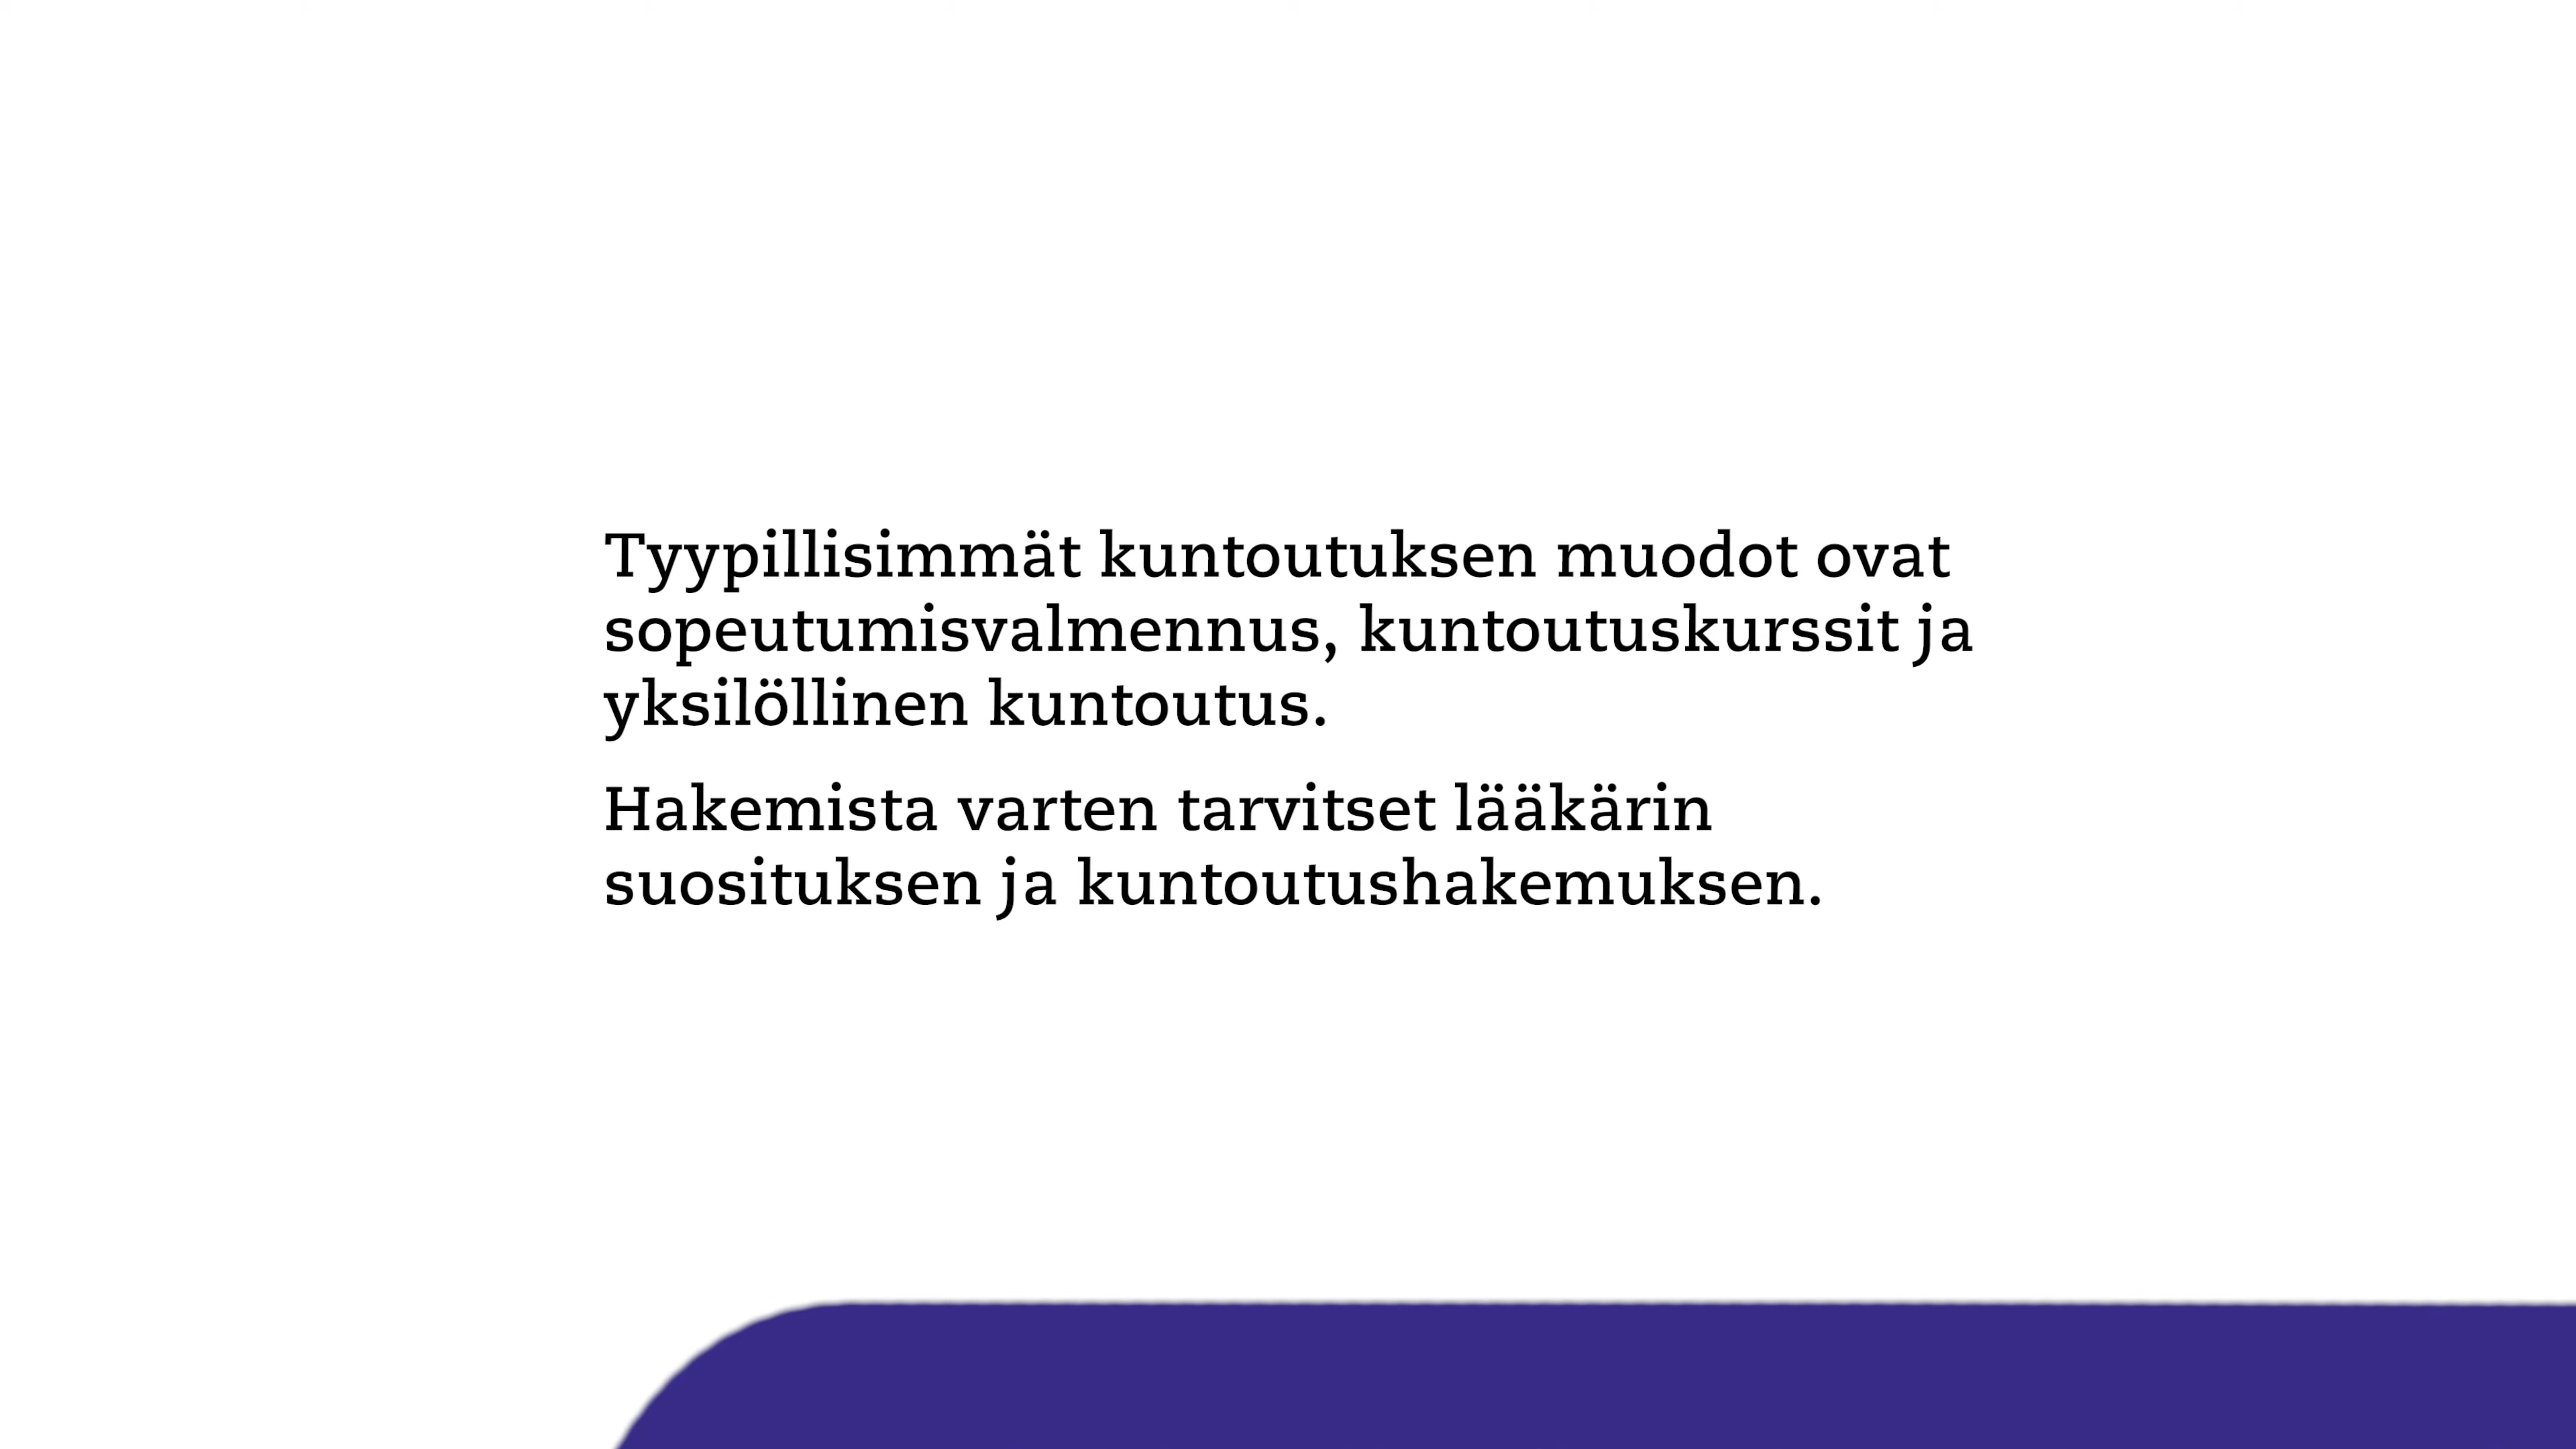 Tyypillisimmät kuntoutuksen muodot ovat
sopeutumisvalmennus, kuntoutuskurssit ja
yksilöllinen kuntoutus.
Hakemista varten tarvitset lääkärin
suosituksen ja kuntoutushakemuksen.